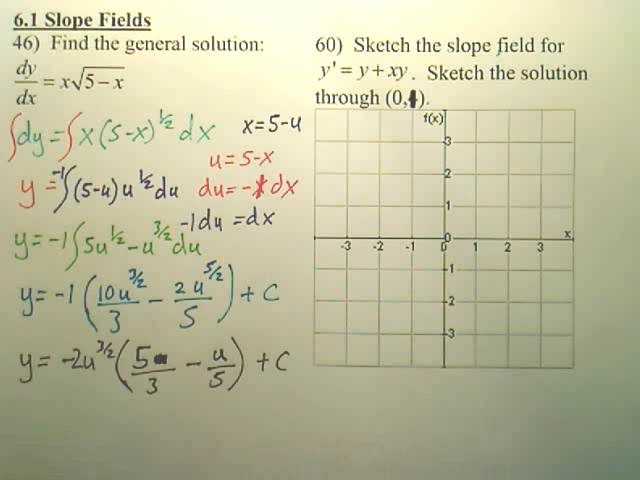 6.1 Slope Fields
46) Find the general solution:
dy/dx = x√(5-x)
∫dy = ∫x(5-x)^1/2 dx
x=5-u
u=5-x
y = -1∫(5-u)u^1/2 du
du=-1dx
-1du = dx
y=-1∫5u^1/2 - u^3/2 du
y=-1(10u^3/2/3 - 2u^5/2/5) + C
y=-2u^3/2(5/3 - u/5) + C
60) Sketch the slope field for
y' = y + xy. Sketch the solution
through (0,4).
f(x)
3
2
1
0 x
-3 -2 -1 0 1 2 3
-1
-2
-3